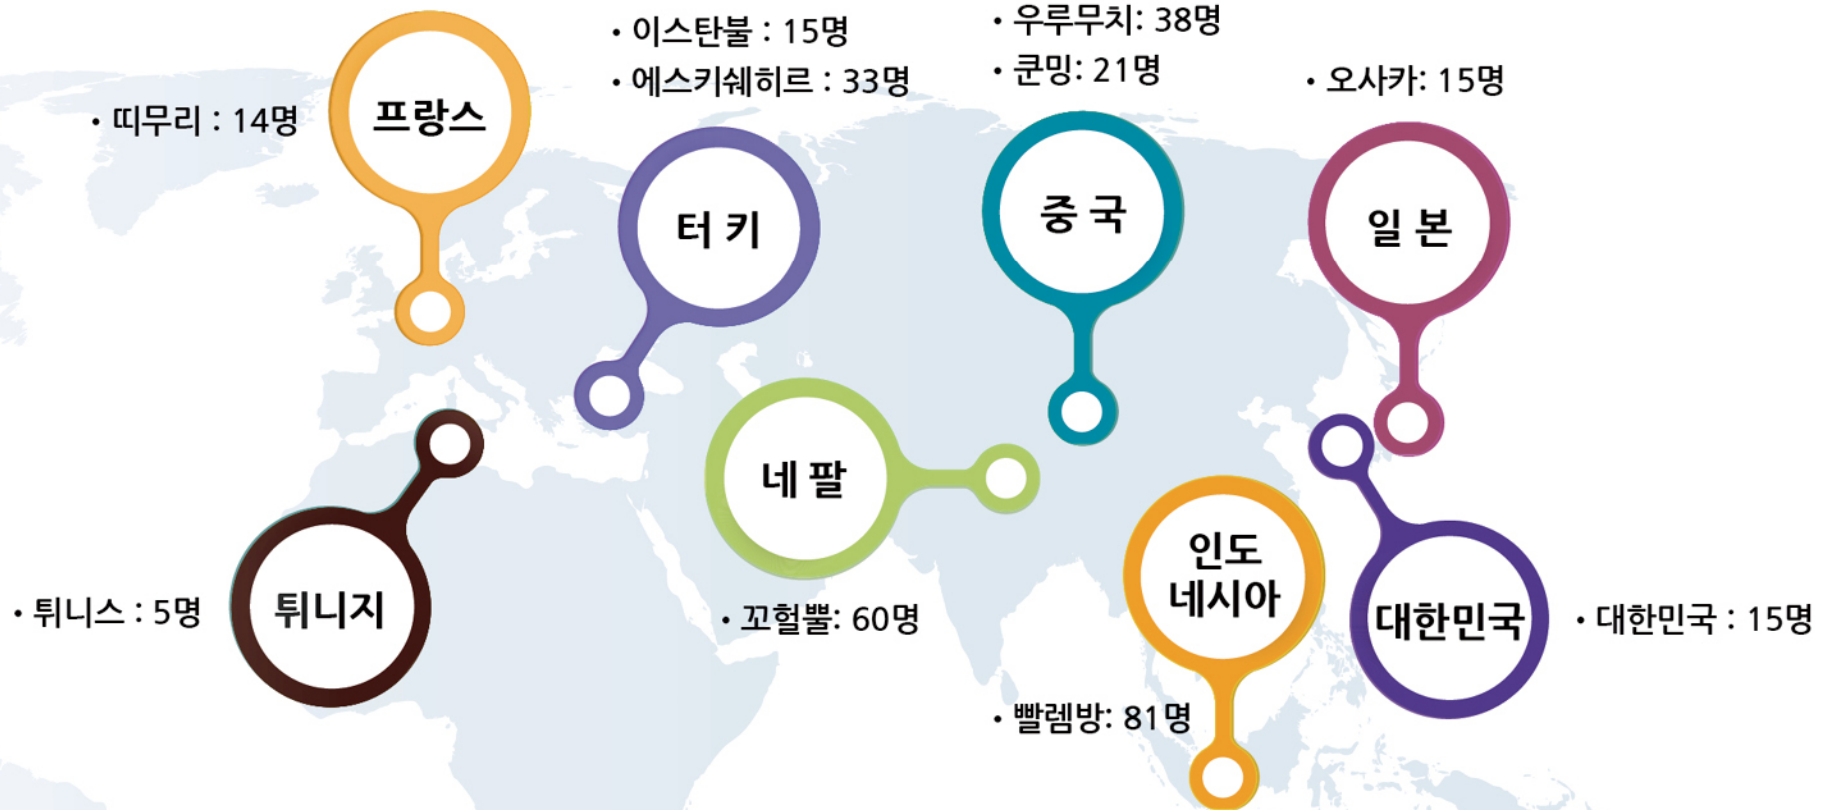 • 우루무치: 38명
• 이스탄불 : 15명
• 쿤밍: 21명
• 에스키쉐히르 : 33명
• 오사카: 15명
• 띠무리 : 14명
프랑스
터 키
중 국
일 본
네 팔
인도
네시아
튀니지
대한민국
• 튀니스 : 5명
• 꼬헐뿔: 60명
• 대한민국 : 15명
• 빨렘방: 81명